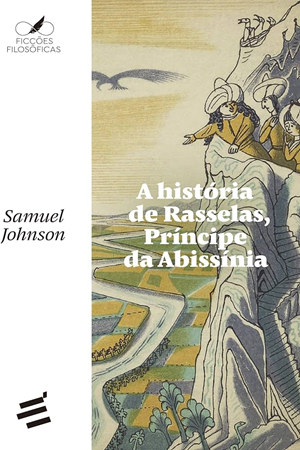 FICÇÕES
FILOSÓFICAS
A história
de Rasselas,
Príncipe
da Abissínia
Samuel
Johnson